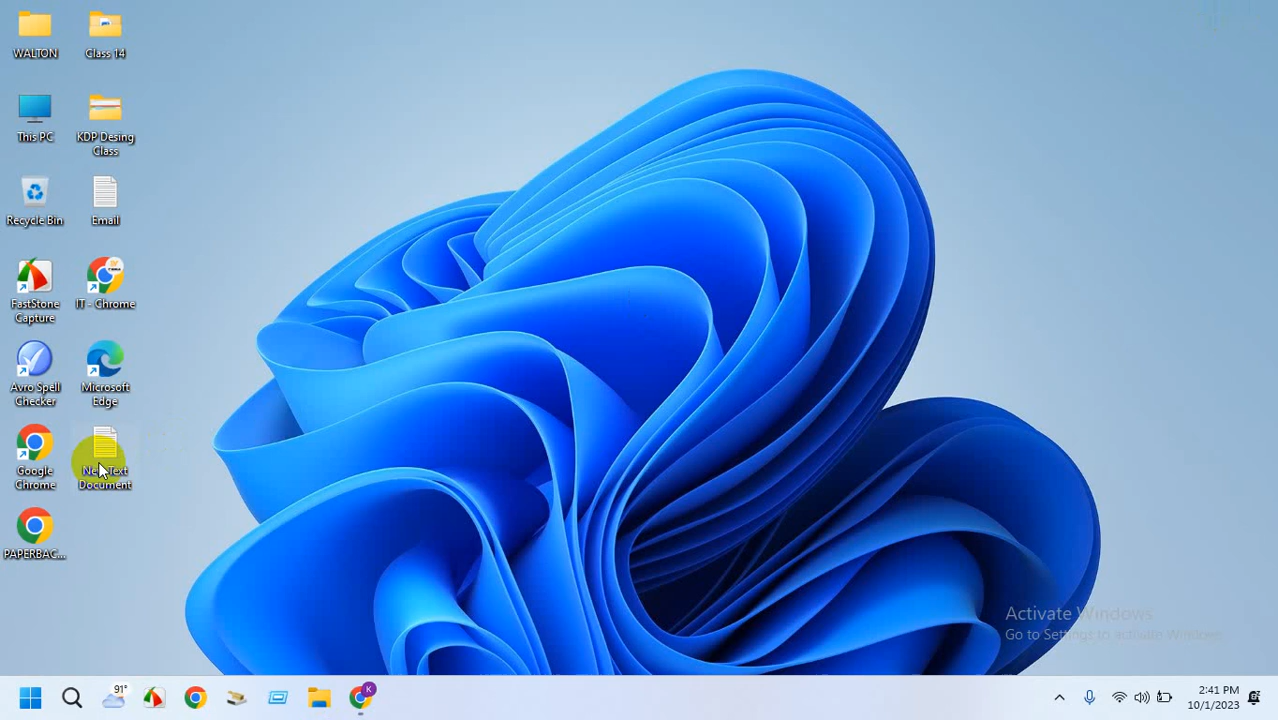 WALTON
Class 14
This PC
KDP Desing
Class
Recycle Bin
Email
FastStone
Capture
IT - Chrome
Avro Spell
Checker
Microsoft
Edge
Google
Chrome
New Text
Document
PAPERBAC...
Activate Windows
Go to Settings to activate Windows.
91°
K
2:41 PM
10/1/2023